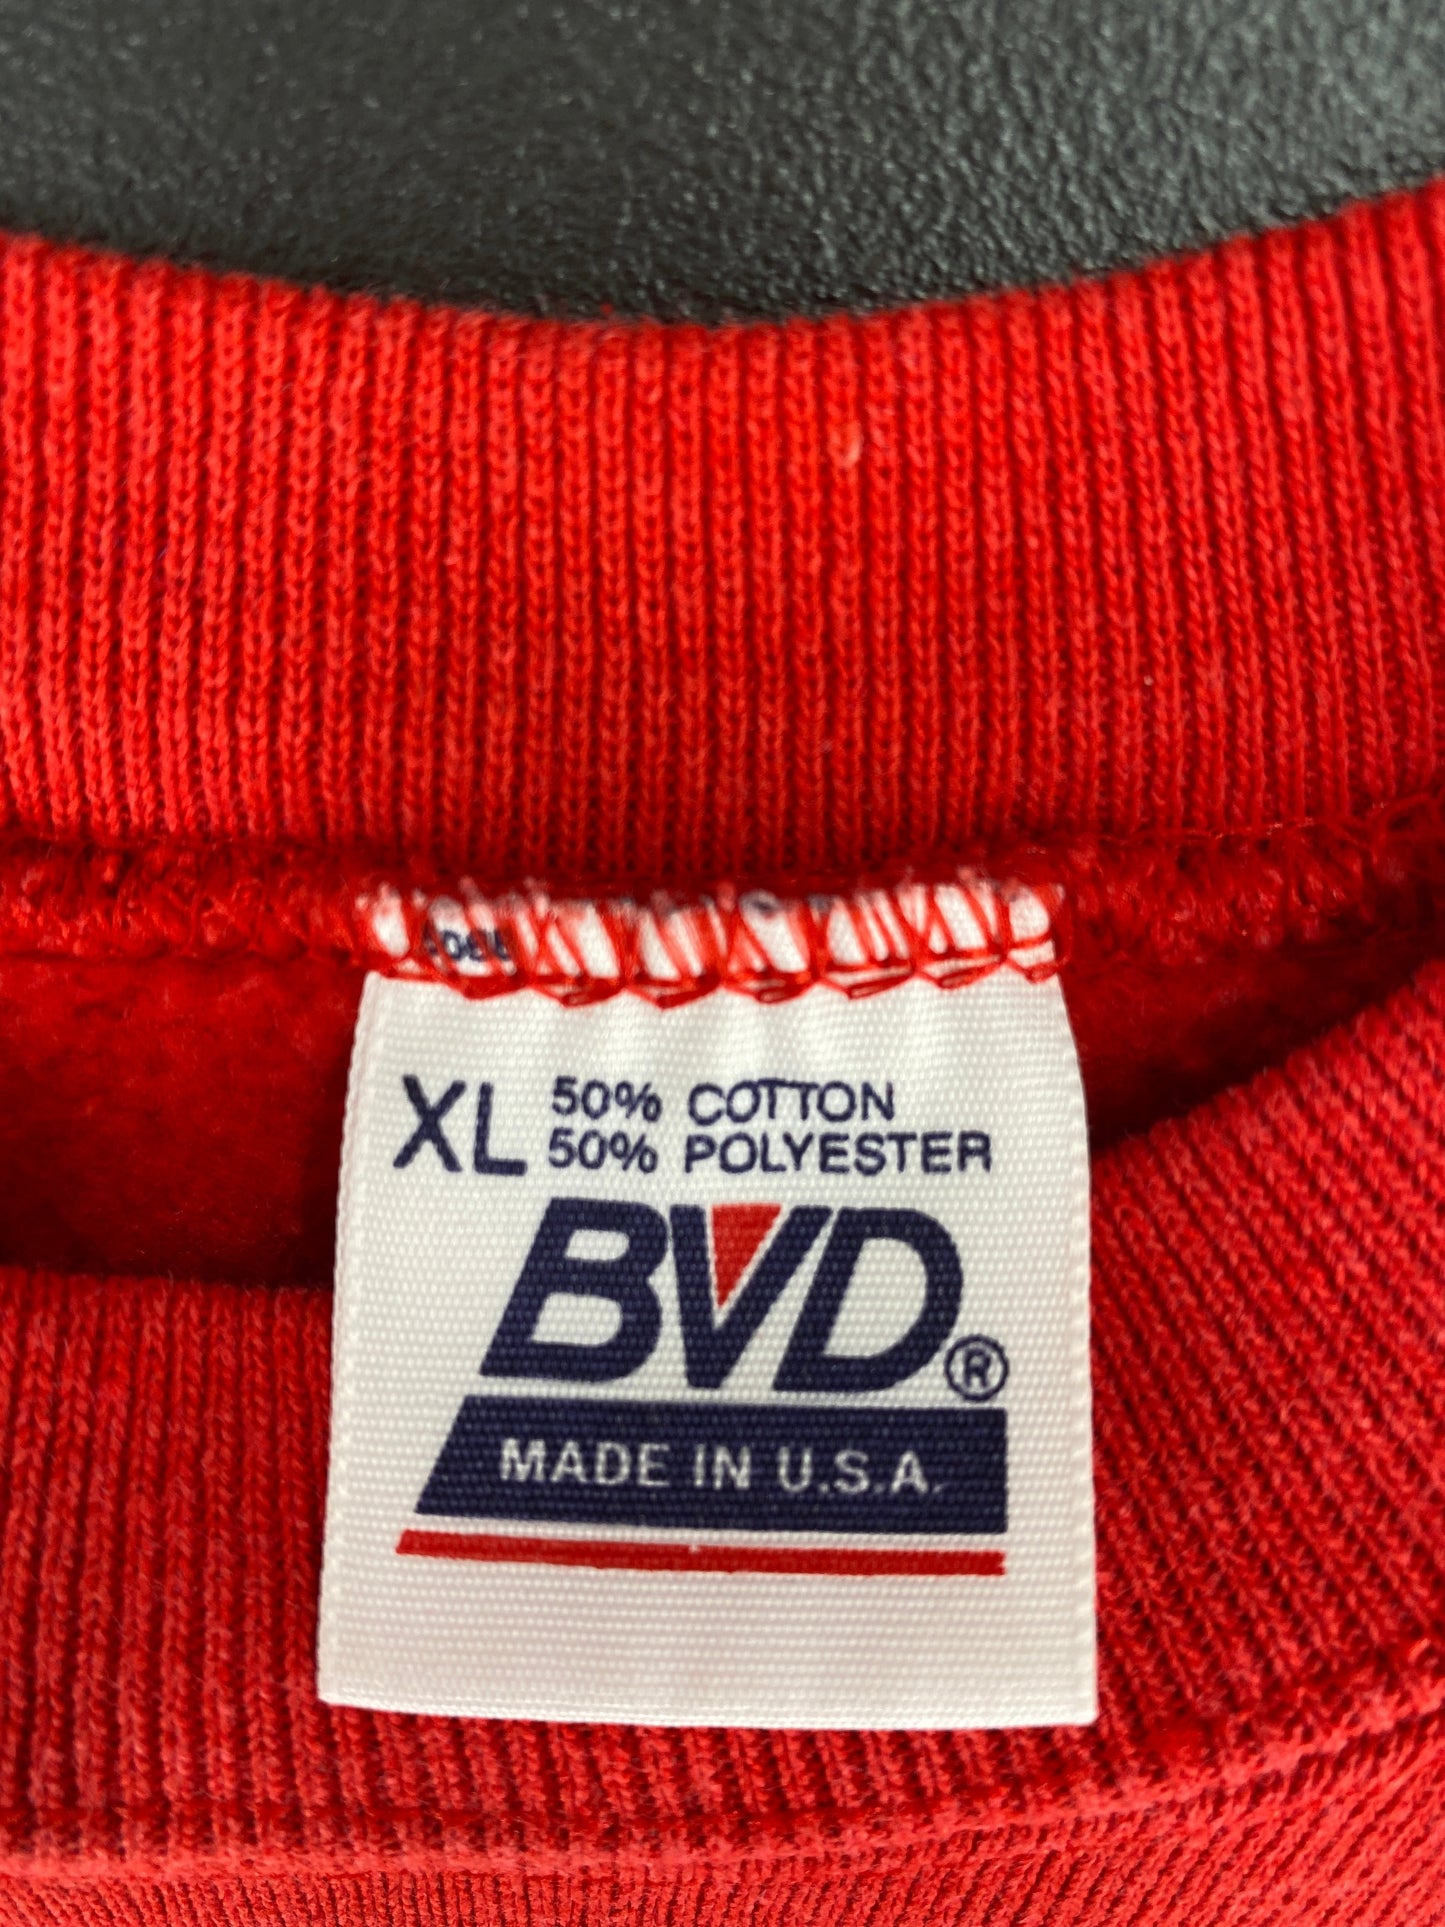 XL 50% COTTON
50% POLYESTER
BVD®
MADE IN U.S.A.